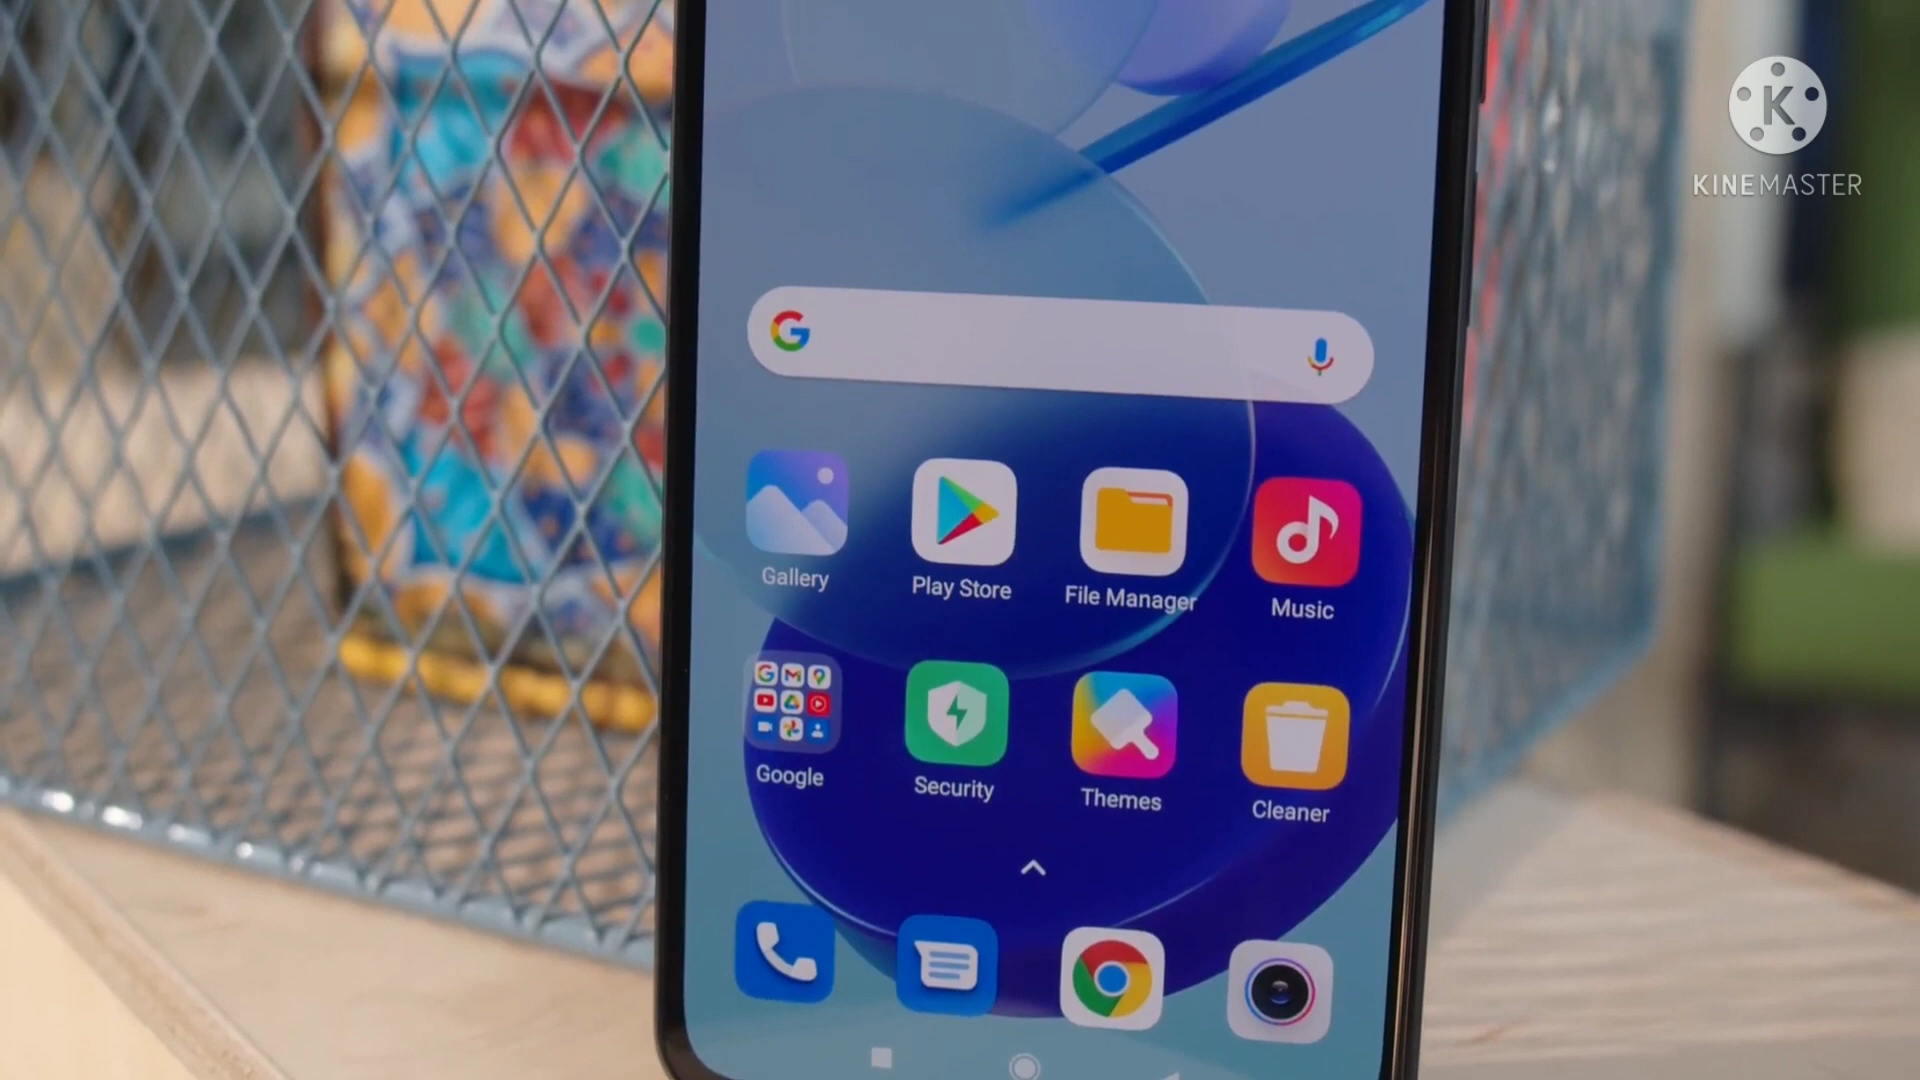 K
KINEMASTER
G
Gallery
Play Store
File Manager
Music
Google
Security
Themes
Cleaner